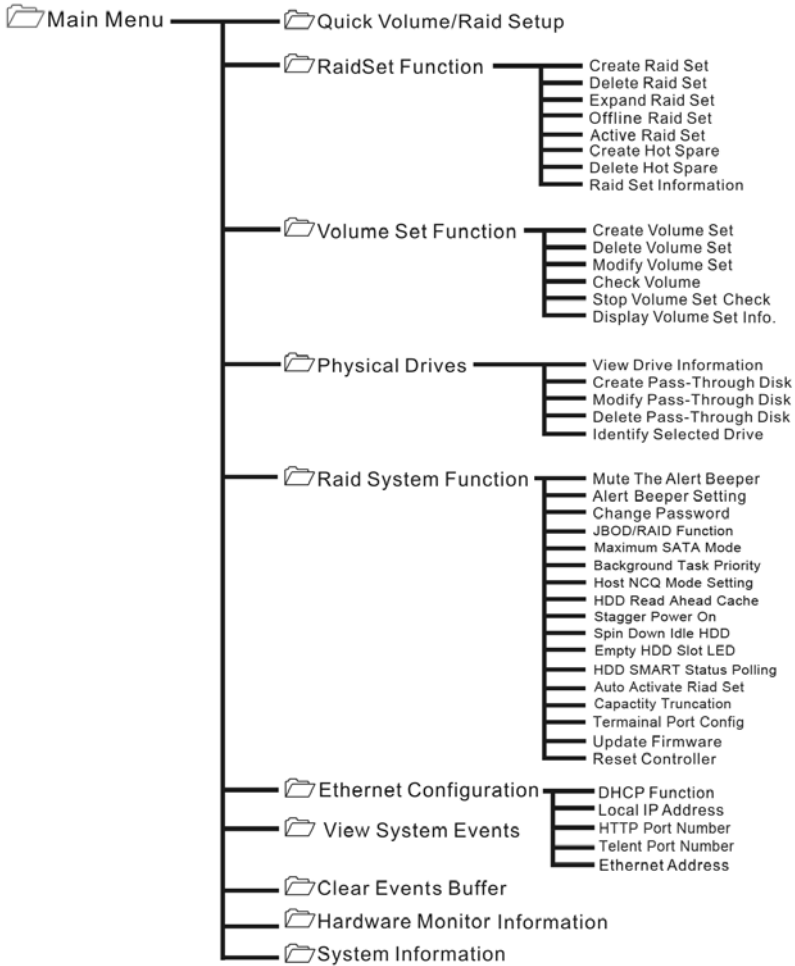 Main Menu
Quick Volume/Raid Setup
RaidSet Function
Create Raid Set
Delete Raid Set
Expand Raid Set
Offline Raid Set
Active Raid Set
Create Hot Spare
Delete Hot Spare
Raid Set Information
Volume Set Function
Create Volume Set
Delete Volume Set
Modify Volume Set
Check Volume
Stop Volume Set Check
Display Volume Set Info.
Physical Drives
View Drive Information
Create Pass-Through Disk
Modify Pass-Through Disk
Delete Pass-Through Disk
Identify Selected Drive
Raid System Function
Mute The Alert Beeper
Alert Beeper Setting
Change Password
JBOD/RAID Function
Maximum SATA Mode
Background Task Priority
Host NCQ Mode Setting
HDD Read Ahead Cache
Stagger Power On
Spin Down Idle HDD
Empty HDD Slot LED
HDD SMART Status Polling
Auto Activate Riad Set
Capactity Truncation
Termainal Port Config
Update Firmware
Reset Controller
Ethernet Configuration
DHCP Function
Local IP Address
HTTP Port Number
Telent Port Number
Ethernet Address
View System Events
Clear Events Buffer
Hardware Monitor Information
System Information